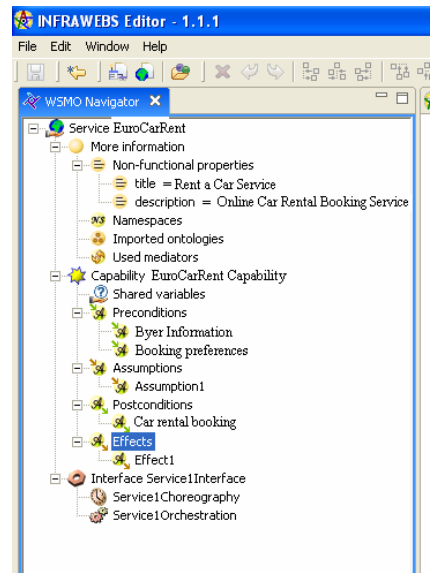 INFRAWEBS Editor - 1.1.1
File Edit Window Help
WSMO Navigator
Service EuroCarRent
More information
Non-functional properties
title = Rent a Car Service
description = Online Car Rental Booking Service
Namespaces
Imported ontologies
Used mediators
Capability EuroCarRent Capability
Shared variables
Preconditions
Byer Information
Booking preferences
Assumptions
Assumption1
Postconditions
Car rental booking
Effects
Effect1
Interface Service1Interface
Service1Choreography
Service1Orchestration